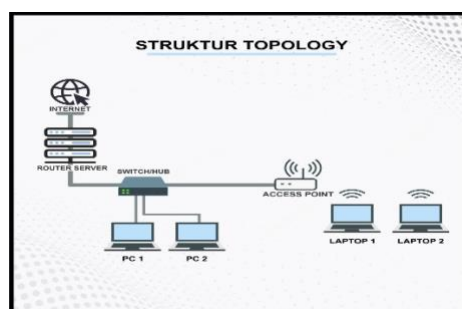 STRUKTUR TOPOLOGY
INTERNET
ROUTER SERVER
SWITCH/HUB
ACCESS POINT
PC 1
PC 2
LAPTOP 1
LAPTOP 2